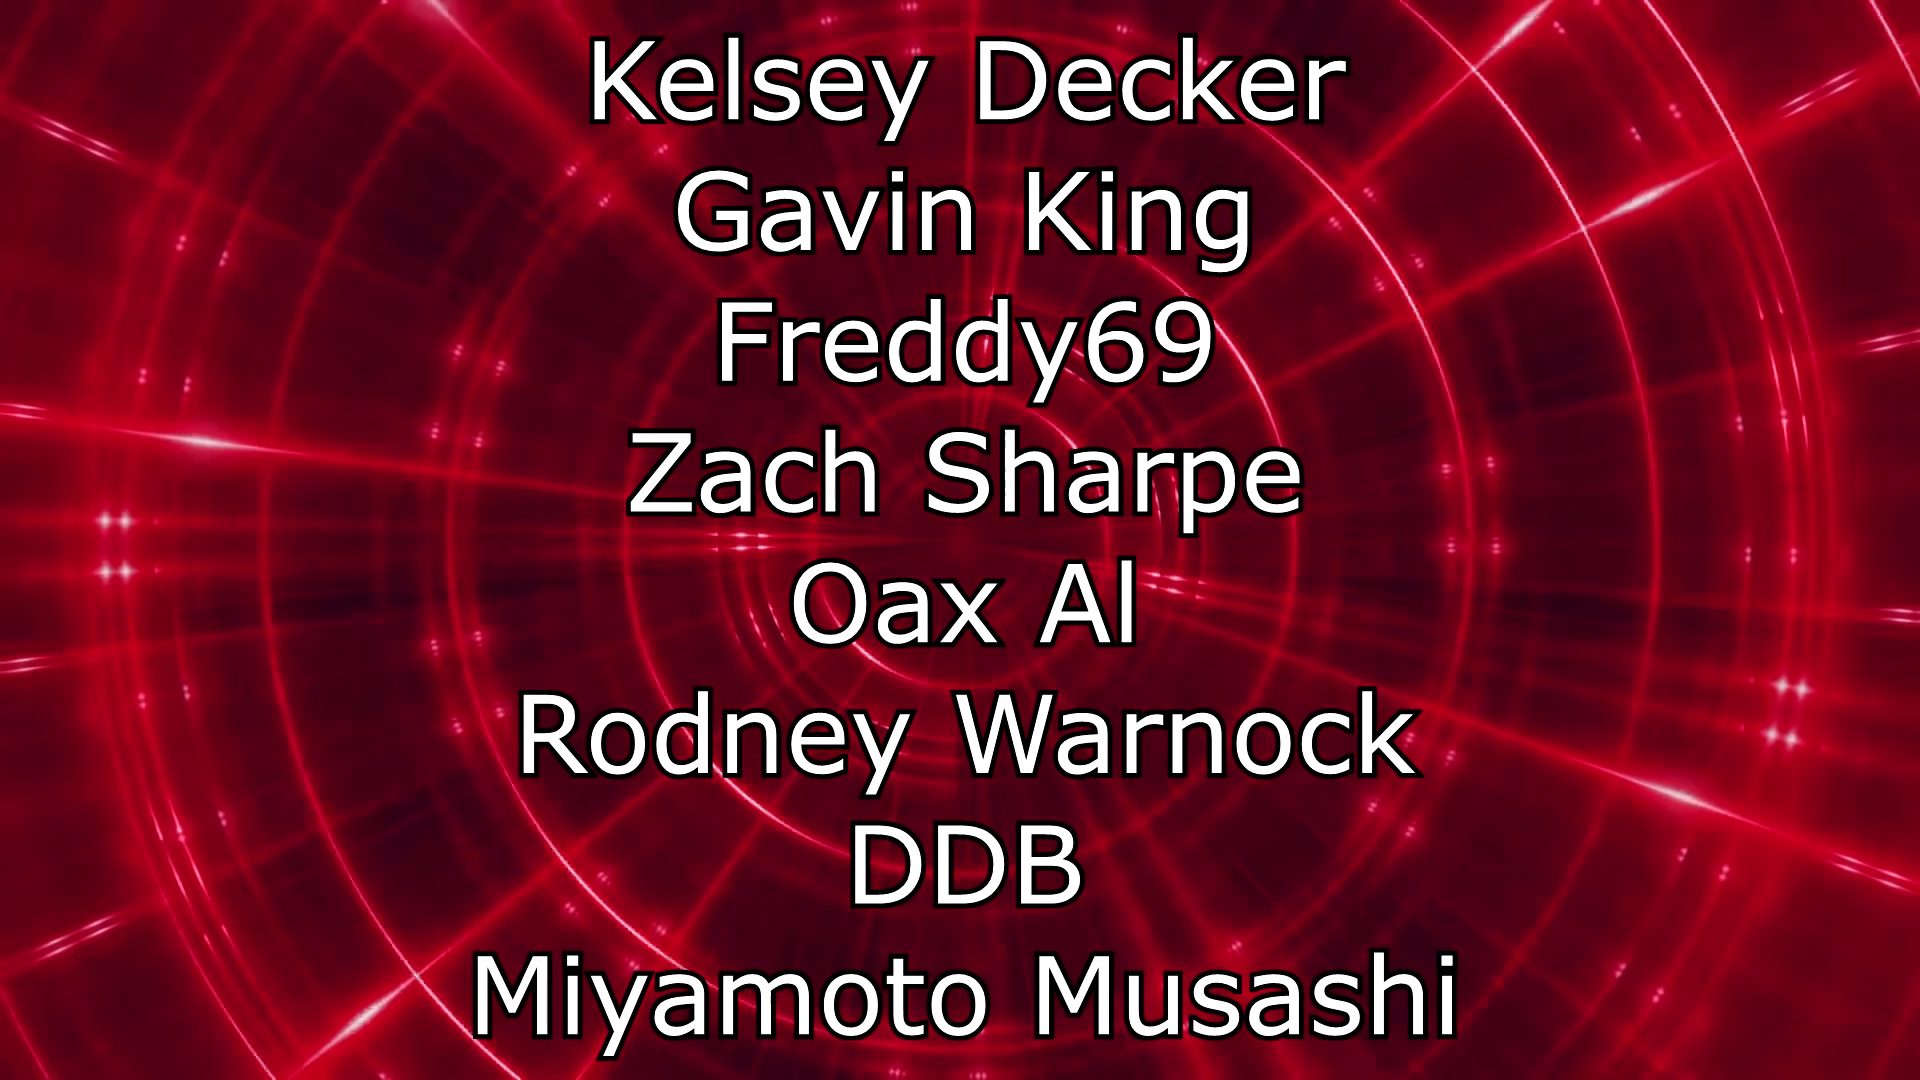 Kelsey Decker
Gavin King
Freddy69
Zach Sharpe
Oax Al
Rodney Warnock
DDB
Miyamoto Musashi